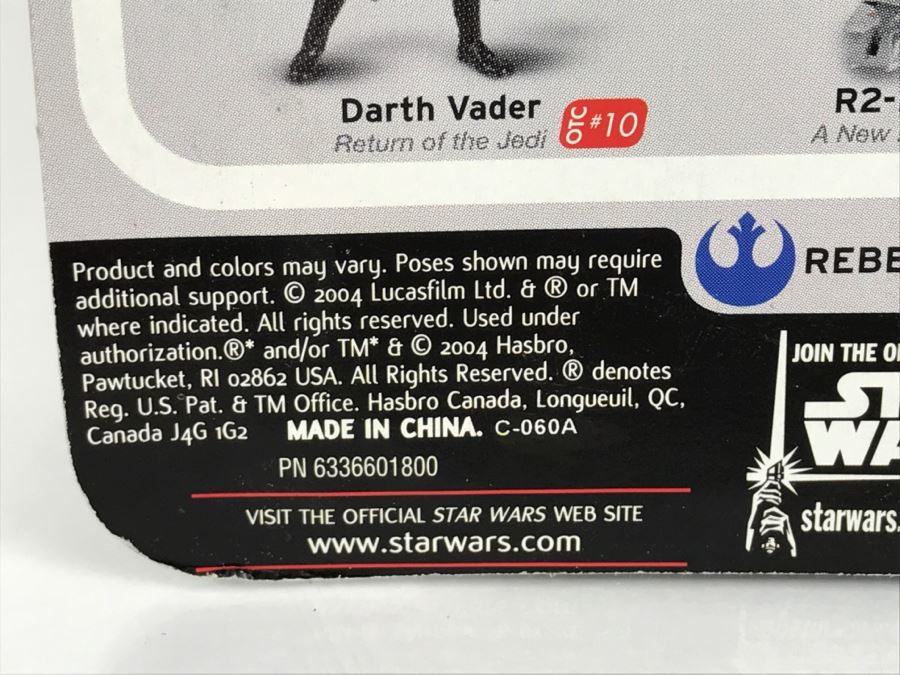 Darth Vader
Return of the Jedi
OTC #10
R2-
A New
REBE
Product and colors may vary. Poses shown may require
additional support. © 2004 Lucasfilm Ltd. & ® or TM
where indicated. All rights reserved. Used under
authorization.®* and/or TM* & © 2004 Hasbro,
Pawtucket, RI 02862 USA. All Rights Reserved. ® denotes
Reg. U.S. Pat. & TM Office. Hasbro Canada, Longueuil, QC,
Canada J4G 1G2 MADE IN CHINA. C-060A
PN 6336601800
VISIT THE OFFICIAL STAR WARS WEB SITE
www.starwars.com
JOIN THE O
ST
WA
starwars.